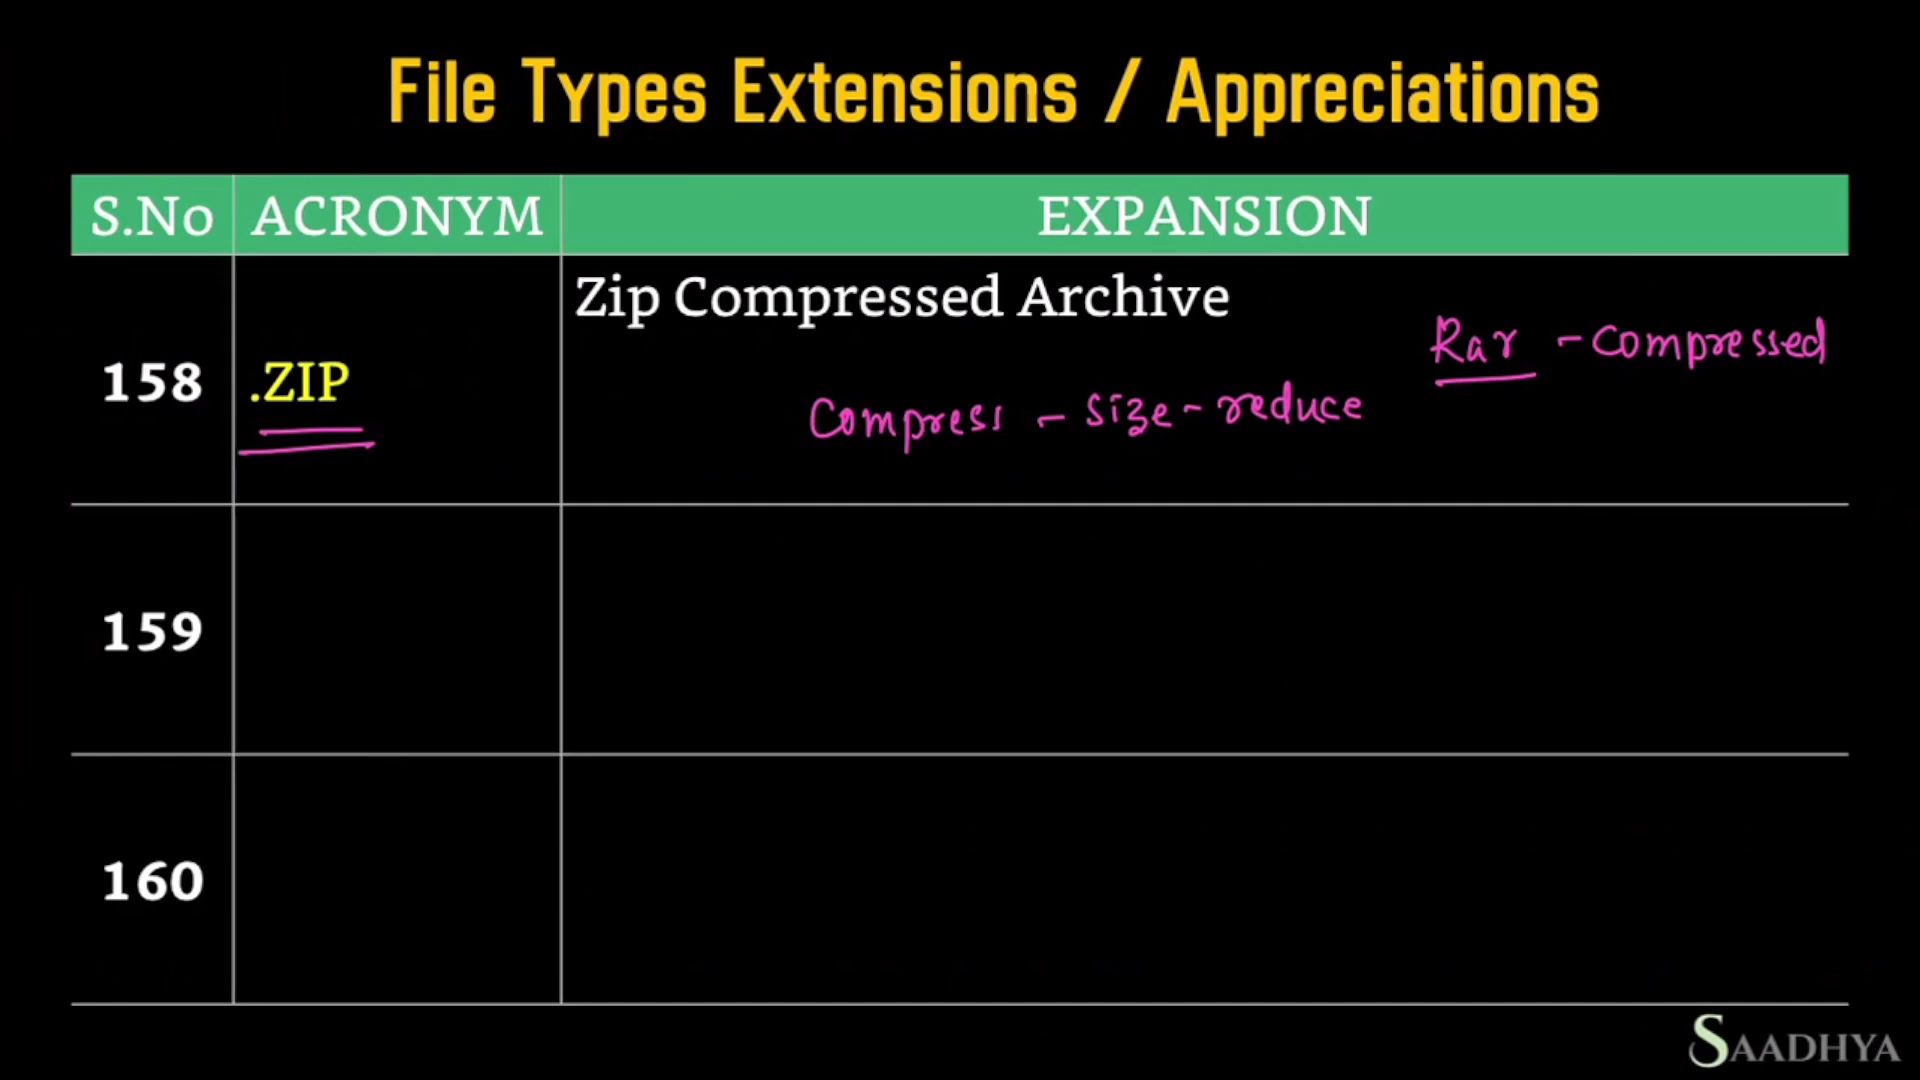 File Types Extensions / Appreciations
S.No ACRONYM EXPANSION
158 .ZIP Zip Compressed Archive
Rar - Compressed
Compress - Size - reduce
159
160
SAADHYA